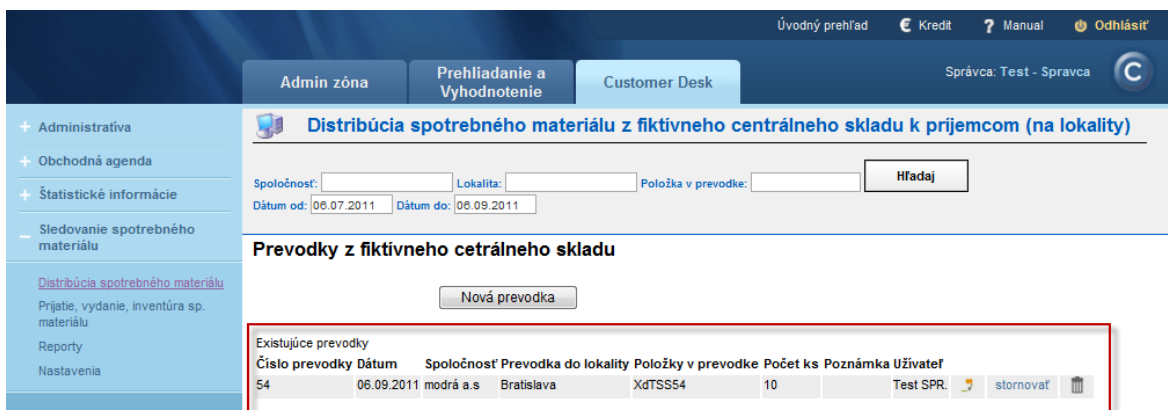 Úvodný prehľad € Kredit ? Manual Odhlásiť
Admin zóna
Prehliadanie a
Vyhodnotenie
Customer Desk
Správca: Test - Spravca C
+ Administratíva
+ Obchodná agenda
+ Štatistické informácie
− Sledovanie spotrebného
materiálu
Distribúcia spotrebného materiálu
Prijatie, vydanie, inventúra sp.
materiálu
Reporty
Nastavenia
Distribúcia spotrebného materiálu z fiktívneho centrálneho skladu k príjemcom (na lokality)
Spoločnosť: Lokalita: Položka v prevodke: Hľadaj
Dátum od: 06.07.2011 Dátum do: 06.09.2011
Prevodky z fiktívneho cetrálneho skladu
Nová prevodka
Existujúce prevodky
Číslo prevodky Dátum Spoločnosť Prevodka do lokality Položky v prevodke Počet ks Poznámka Užívateľ
54 06.09.2011 modrá a.s Bratislava XdTSS54 10 Test SPR. stornovať